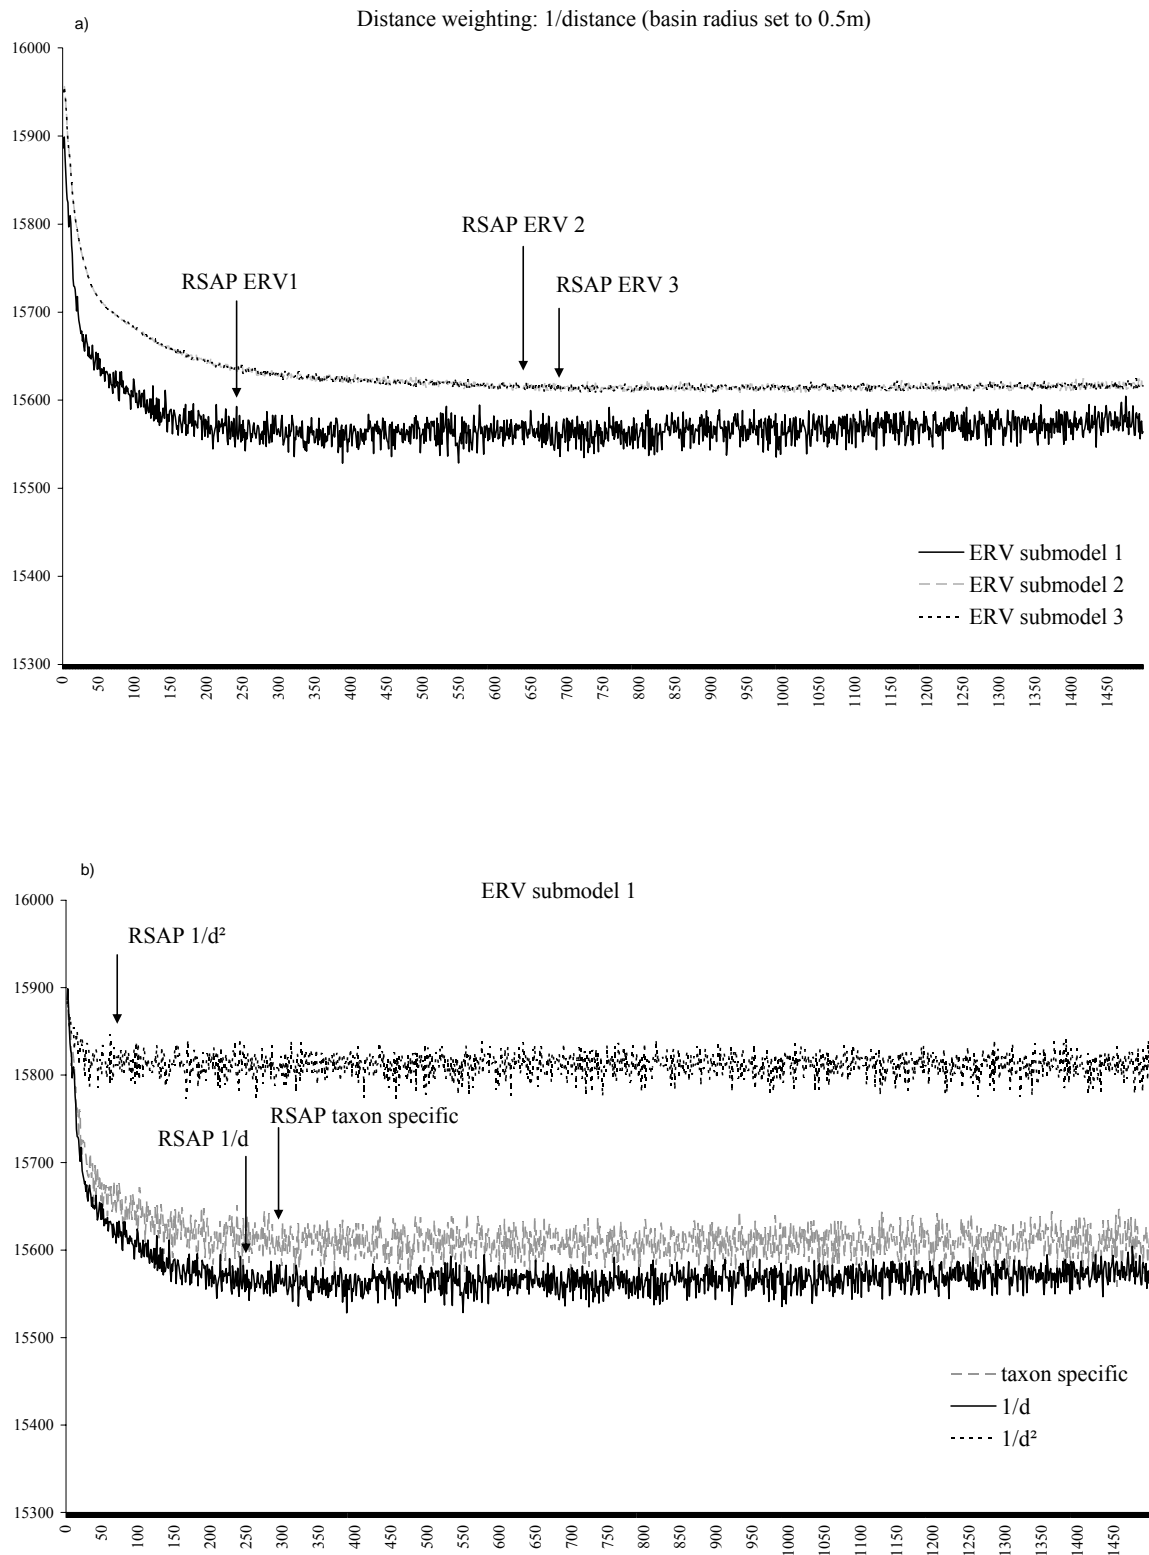 a)
Distance weighting: 1/distance (basin radius set to 0.5m)
16000
15900
15800
15700
15600
15500
15400
15300
RSAP ERV1
RSAP ERV 2
RSAP ERV 3
ERV submodel 1
ERV submodel 2
ERV submodel 3
0 50 100 150 200 250 300 350 400 450 500 550 600 650 700 750 800 850 900 950 1000 1050 1100 1150 1200 1250 1300 1350 1400 1450
b)
ERV submodel 1
16000
15900
15800
15700
15600
15500
15400
15300
RSAP 1/d²
RSAP taxon specific
RSAP 1/d
taxon specific
1/d
1/d²
0 50 100 150 200 250 300 350 400 450 500 550 600 650 700 750 800 850 900 950 1000 1050 1100 1150 1200 1250 1300 1350 1400 1450